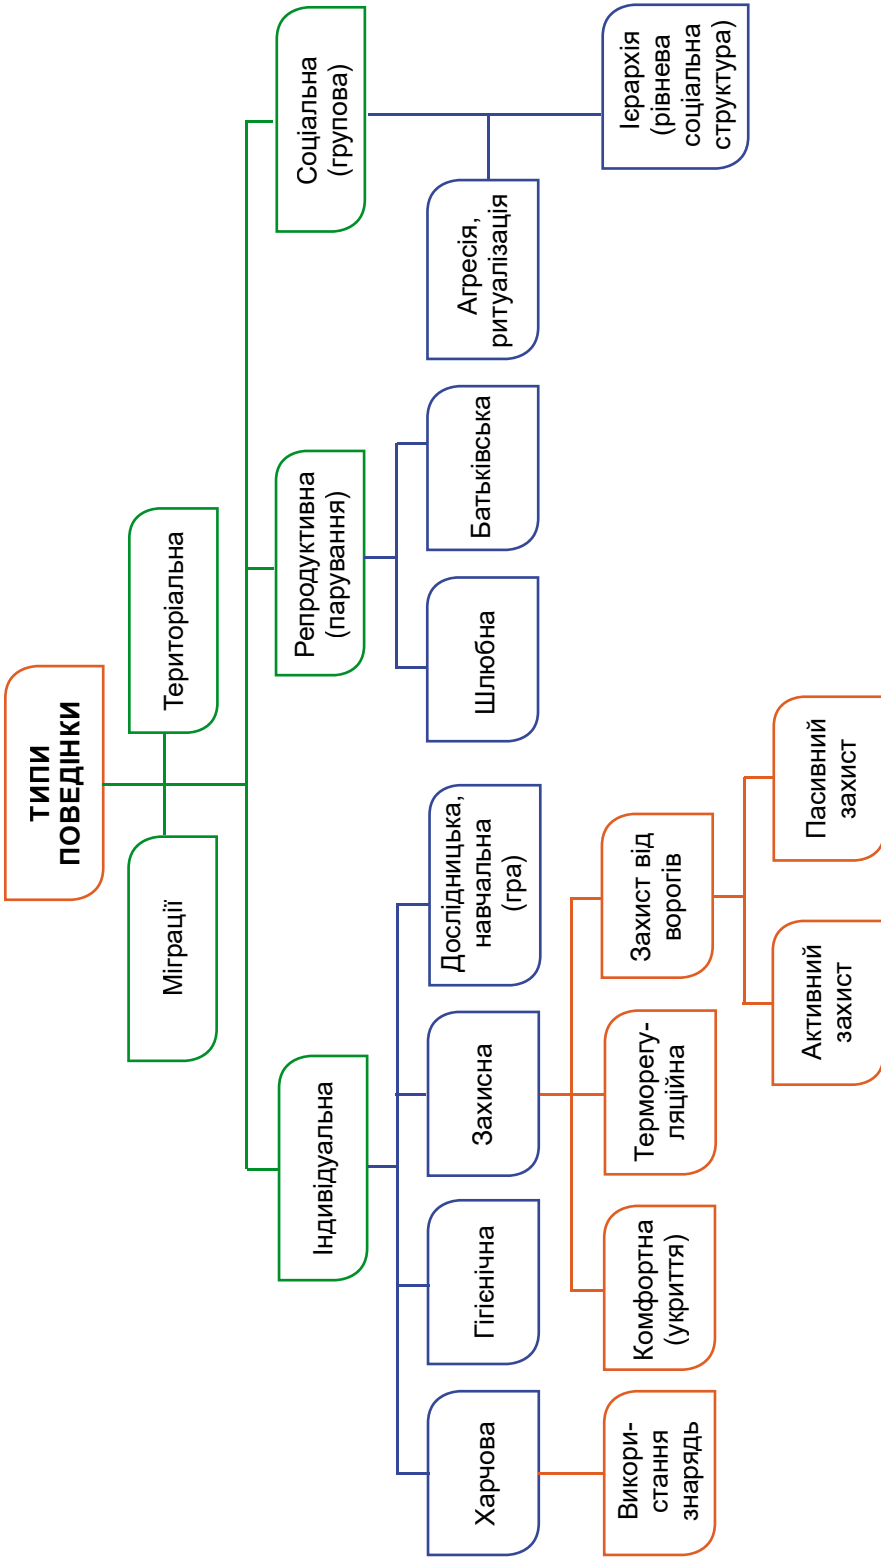 ТИПИ
ПОВЕДІНКИ
Міграції
Територіальна
Індивідуальна
Репродуктивна
(парування)
Соціальна
(групова)
Харчова
Гігієнічна
Захисна
Дослідницька,
навчальна
(гра)
Шлюбна
Батьківська
Агресія,
ритуалізація
Викори-
стання
знарядь
Комфортна
(укриття)
Терморегу-
ляційна
Захист від
ворогів
Ієрархія
(рівнева
соціальна
структура)
Активний
захист
Пасивний
захист